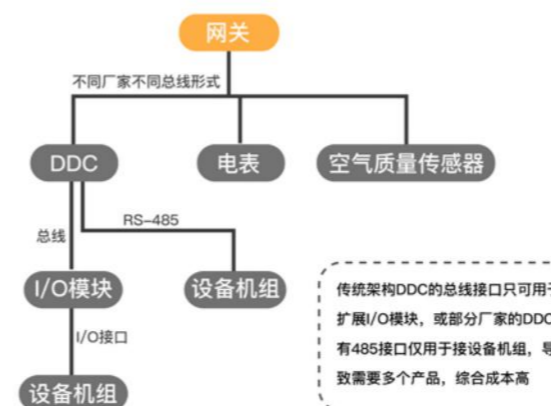 网关
不同厂家不同总线形式
DDC
电表
空气质量传感器
RS-485
总线
I/O模块
设备机组
I/O接口
设备机组
传统架构DDC的总线接口只可用于
扩展I/O模块，或部分厂家的DDC
有485接口仅用于接设备机组，导
致需要多个产品，综合成本高